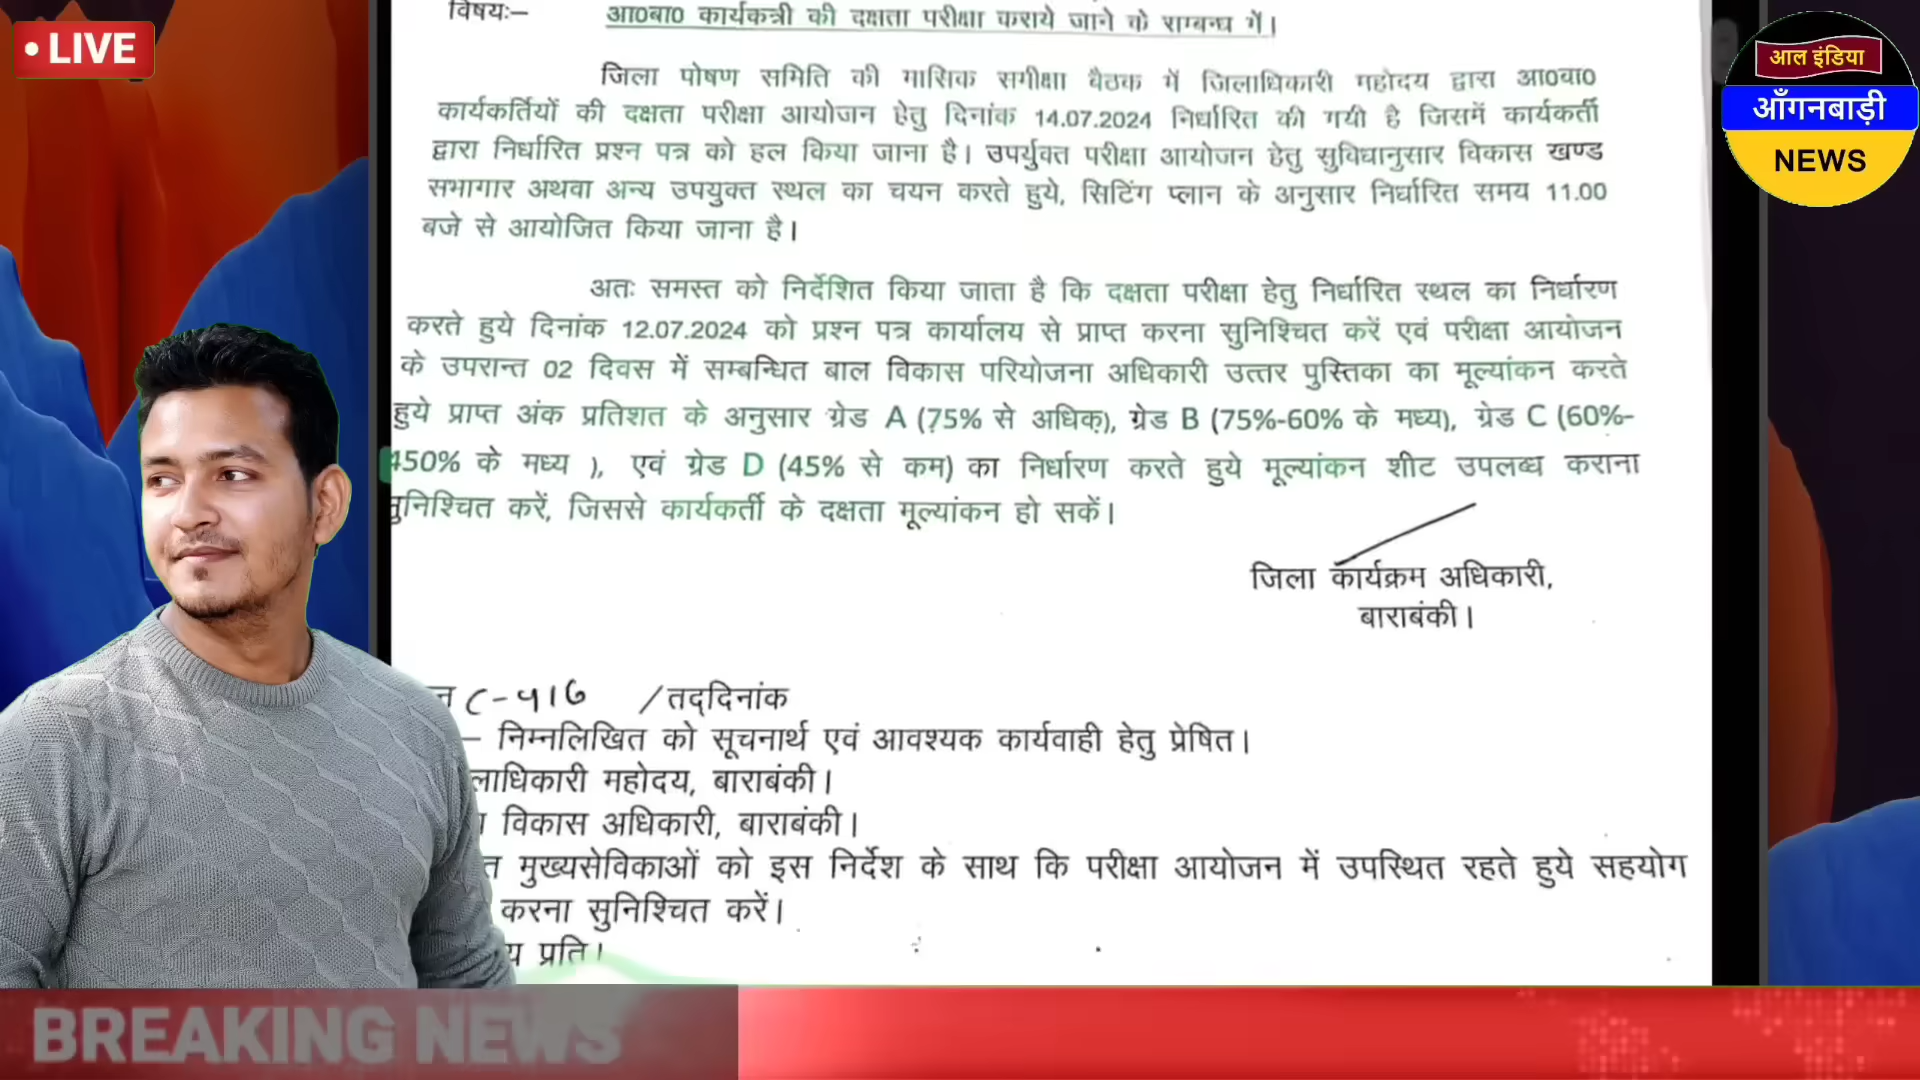 • LIVE
आल इंडिया
आँगनबाड़ी
NEWS
विषयः– आ0बा0 कार्यकत्री की दक्षता परीक्षा कराये जाने के सम्बन्ध में।
जिला पोषण समिति की मासिक समीक्षा बैठक में जिलाधिकारी महोदय द्वारा आ0बा0
कार्यकर्तियों की दक्षता परीक्षा आयोजन हेतु दिनांक 14.07.2024 निर्धारित की गयी है जिसमें कार्यकर्ती
द्वारा निर्धारित प्रश्न पत्र को हल किया जाना है। उपर्युक्त परीक्षा आयोजन हेतु सुविधानुसार विकास खण्ड
सभागार अथवा अन्य उपयुक्त स्थल का चयन करते हुये, सिटिंग प्लान के अनुसार निर्धारित समय 11.00
बजे से आयोजित किया जाना है।
अतः समस्त को निर्देशित किया जाता है कि दक्षता परीक्षा हेतु निर्धारित स्थल का निर्धारण
करते हुये दिनांक 12.07.2024 को प्रश्न पत्र कार्यालय से प्राप्त करना सुनिश्चित करें एवं परीक्षा आयोजन
के उपरान्त 02 दिवस में सम्बन्धित बाल विकास परियोजना अधिकारी उत्तर पुस्तिका का मूल्यांकन करते
हुये प्राप्त अंक प्रतिशत के अनुसार ग्रेड A (75% से अधिक), ग्रेड B (75%-60% के मध्य), ग्रेड C (60%-
450% के मध्य ), एवं ग्रेड D (45% से कम) का निर्धारण करते हुये मूल्यांकन शीट उपलब्ध कराना
सुनिश्चित करें, जिससे कार्यकर्ती के दक्षता मूल्यांकन हो सकें।
जिला कार्यक्रम अधिकारी,
बाराबंकी।
C-416 /तद्दिनांक
– निम्नलिखित को सूचनार्थ एवं आवश्यक कार्यवाही हेतु प्रेषित।
लाधिकारी महोदय, बाराबंकी।
विकास अधिकारी, बाराबंकी।
त मुख्यसेविकाओं को इस निर्देश के साथ कि परीक्षा आयोजन में उपस्थित रहते हुये सहयोग
करना सुनिश्चित करें।
य प्रति।
BREAKING NEWS